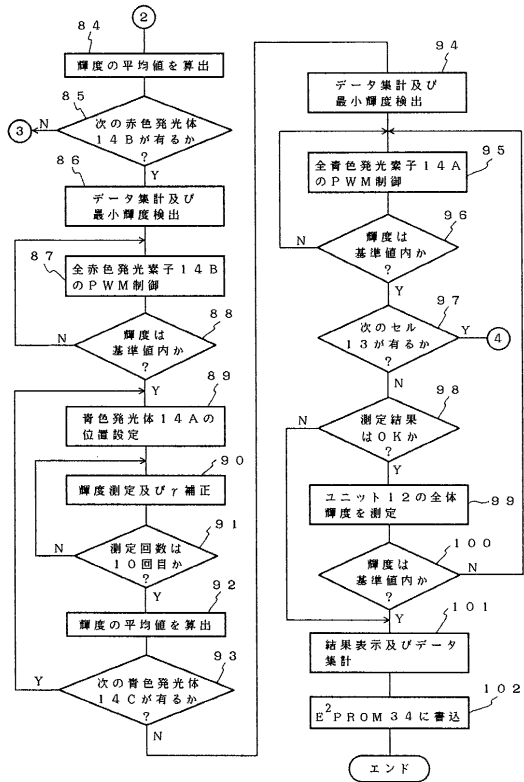 2
84
輝度の平均値を算出
85
次の赤色発光体
14Bが有るか
?
N
3
Y
86
データ集計及び
最小輝度検出
87
全赤色発光素子14B
のPWM制御
88
輝度は
基準値内か
?
N
Y
89
青色発光体14Aの
位置設定
90
輝度測定及びγ補正
91
測定回数は
10回目か
?
N
Y
92
輝度の平均値を算出
93
次の青色発光体
14Cが有るか
?
Y
N
94
データ集計及び
最小輝度検出
95
全青色発光素子14A
のPWM制御
96
輝度は
基準値内か
?
N
Y
97
次のセル
13が有るか
?
Y
4
N
98
測定結果
はOKか
?
N
Y
99
ユニット12の全体
輝度を測定
100
輝度は
基準値内か
?
N
Y
101
結果表示及びデータ
集計
102
E²PROM34に書込
エンド